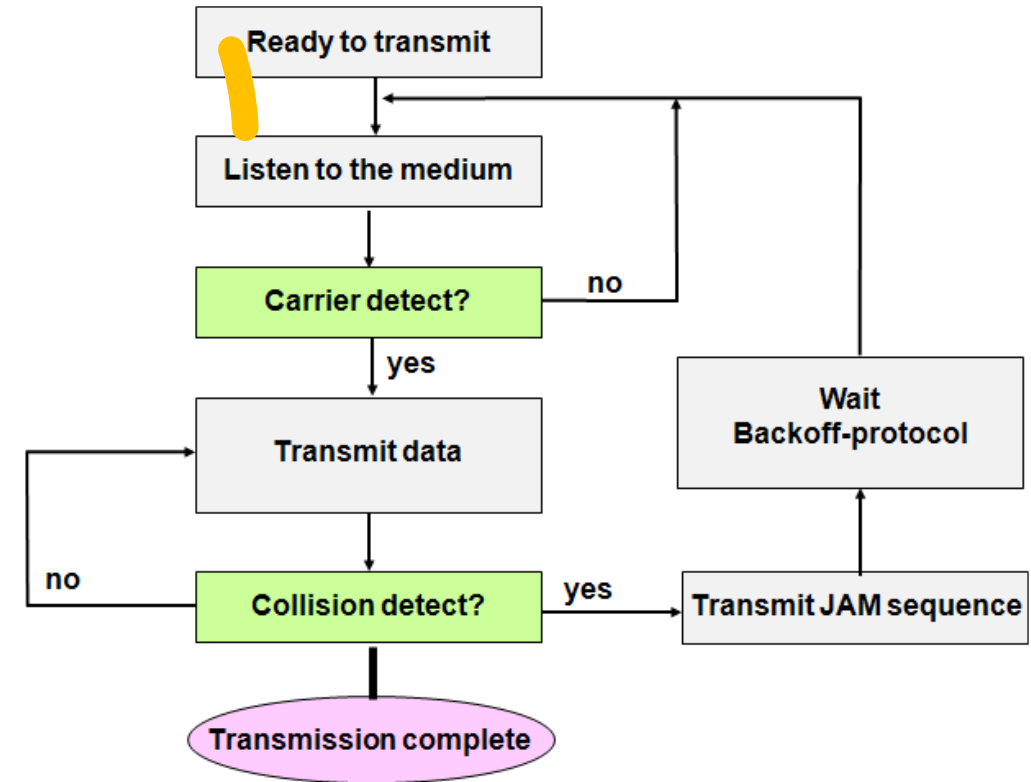 Ready to transmit
Listen to the medium
Carrier detect?
no
yes
Transmit data
Wait
Backoff-protocol
no
Collision detect?
yes
Transmit JAM sequence
Transmission complete